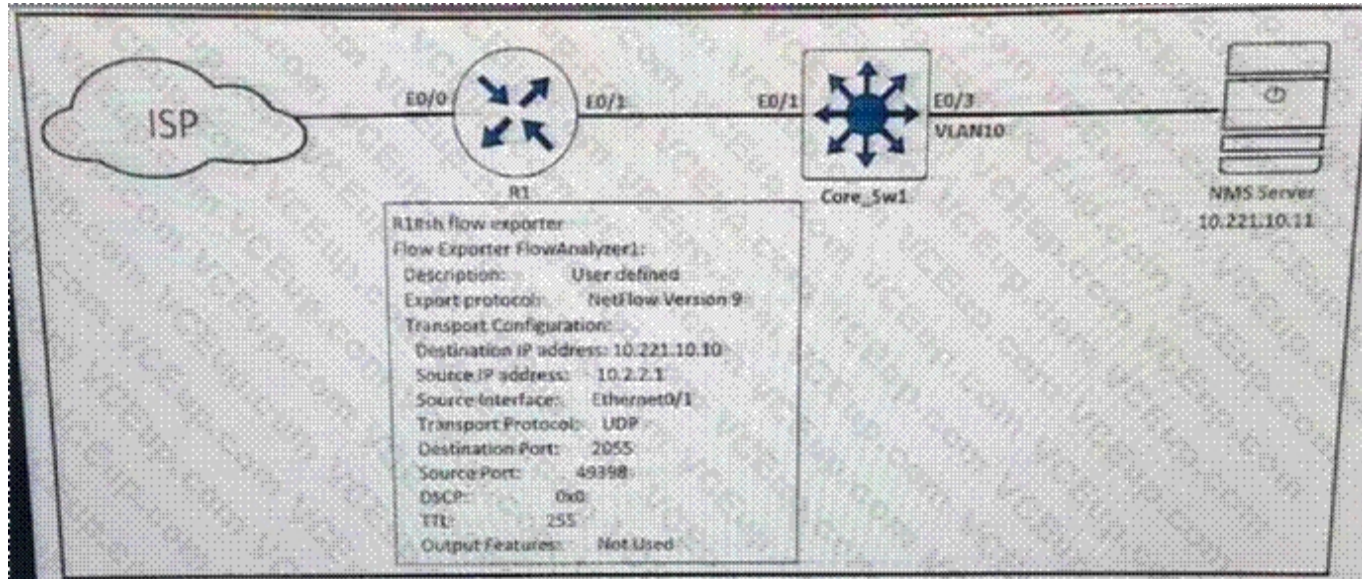 ISP
E0/0
E0/1
E0/1
E0/3
VLAN10
R1
Core_Sw1
NMS Server
10.221.10.11
R1#sh flow exporter
Flow Exporter FlowAnalyzer1:
Description: User defined
Export protocol: NetFlow Version 9
Transport Configuration:
Destination IP address: 10.221.10.10
Source IP address: 10.2.2.1
Source Interface: Ethernet0/1
Transport Protocol: UDP
Destination Port: 2055
Source Port: 49398
DSCP: 0x0
TTL: 255
Output Features: Not Used
VCEup.com